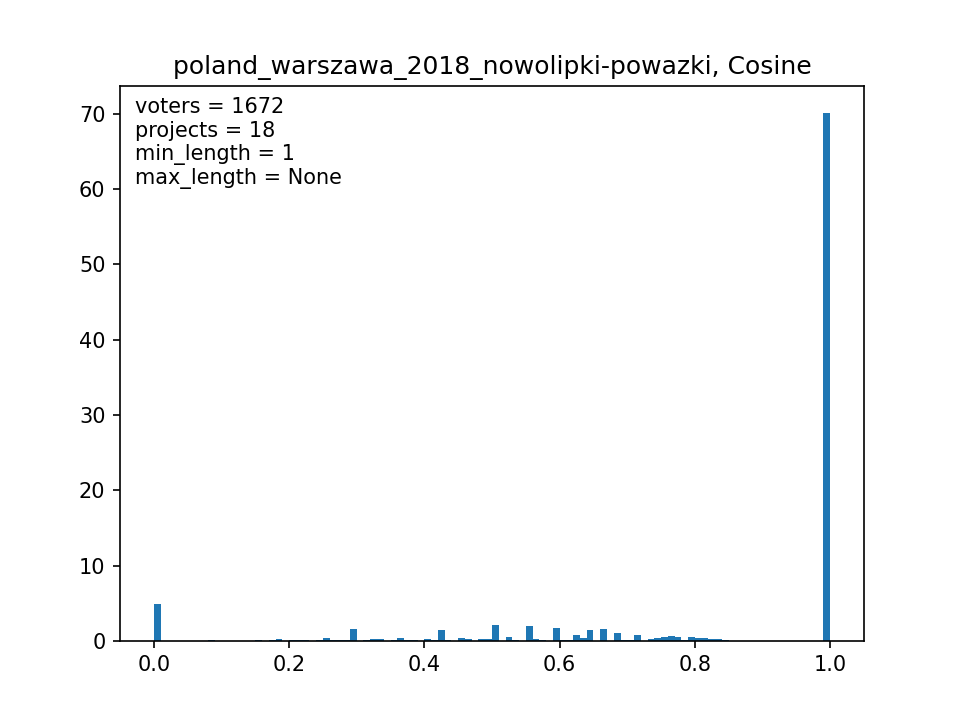 poland_warszawa_2018_nowolipki-powazki, Cosine
voters = 1672
projects = 18
min_length = 1
max_length = None
70
60
50
40
30
20
10
0
0.0 0.2 0.4 0.6 0.8 1.0